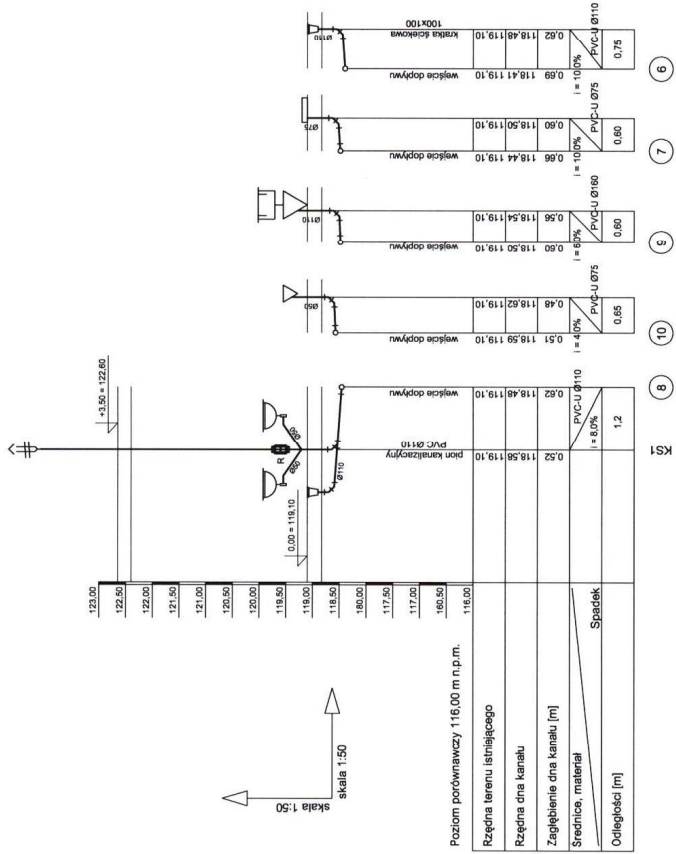 +3,50 = 122,60
0,00 = 119,10
R
Ø50
Ø50
Ø110
Ø50
Ø110
Ø75
Ø110
123,00
122,50
122,00
121,50
121,00
120,50
120,00
119,50
119,00
118,50
180,00
117,50
117,00
160,50
116,00
skala 1:50
skala 1:50
Poziom porównawczy 116,00 m n.p.m.
pion kanalizacyjny
PVC Ø110
wejście dopływu
wejście dopływu
wejście dopływu
wejście dopływu
wejście dopływu
kratka ściekowa
100x100
Rzędna terenu istniejącego
119,10 119,10 119,10 119,10 119,10 119,10 119,10 119,10 119,10 119,10
Rzędna dna kanału
118,58 118,48 118,59 118,62 118,50 118,54 118,44 118,50 118,41 118,48
Zagłębienie dna kanału [m]
0,52 0,62 0,51 0,48 0,60 0,56 0,66 0,60 0,69 0,62
Średnice, materiał
Spadek
PVC-U Ø110
i = 8,0%
i = 4,0%
PVC-U Ø75
i = 6,0%
PVC-U Ø160
i = 10,0%
PVC-U Ø75
i = 10,0%
PVC-U Ø110
Odległości [m]
1,2 0,65 0,60 0,60 0,75
KS1 8 10 9 7 6